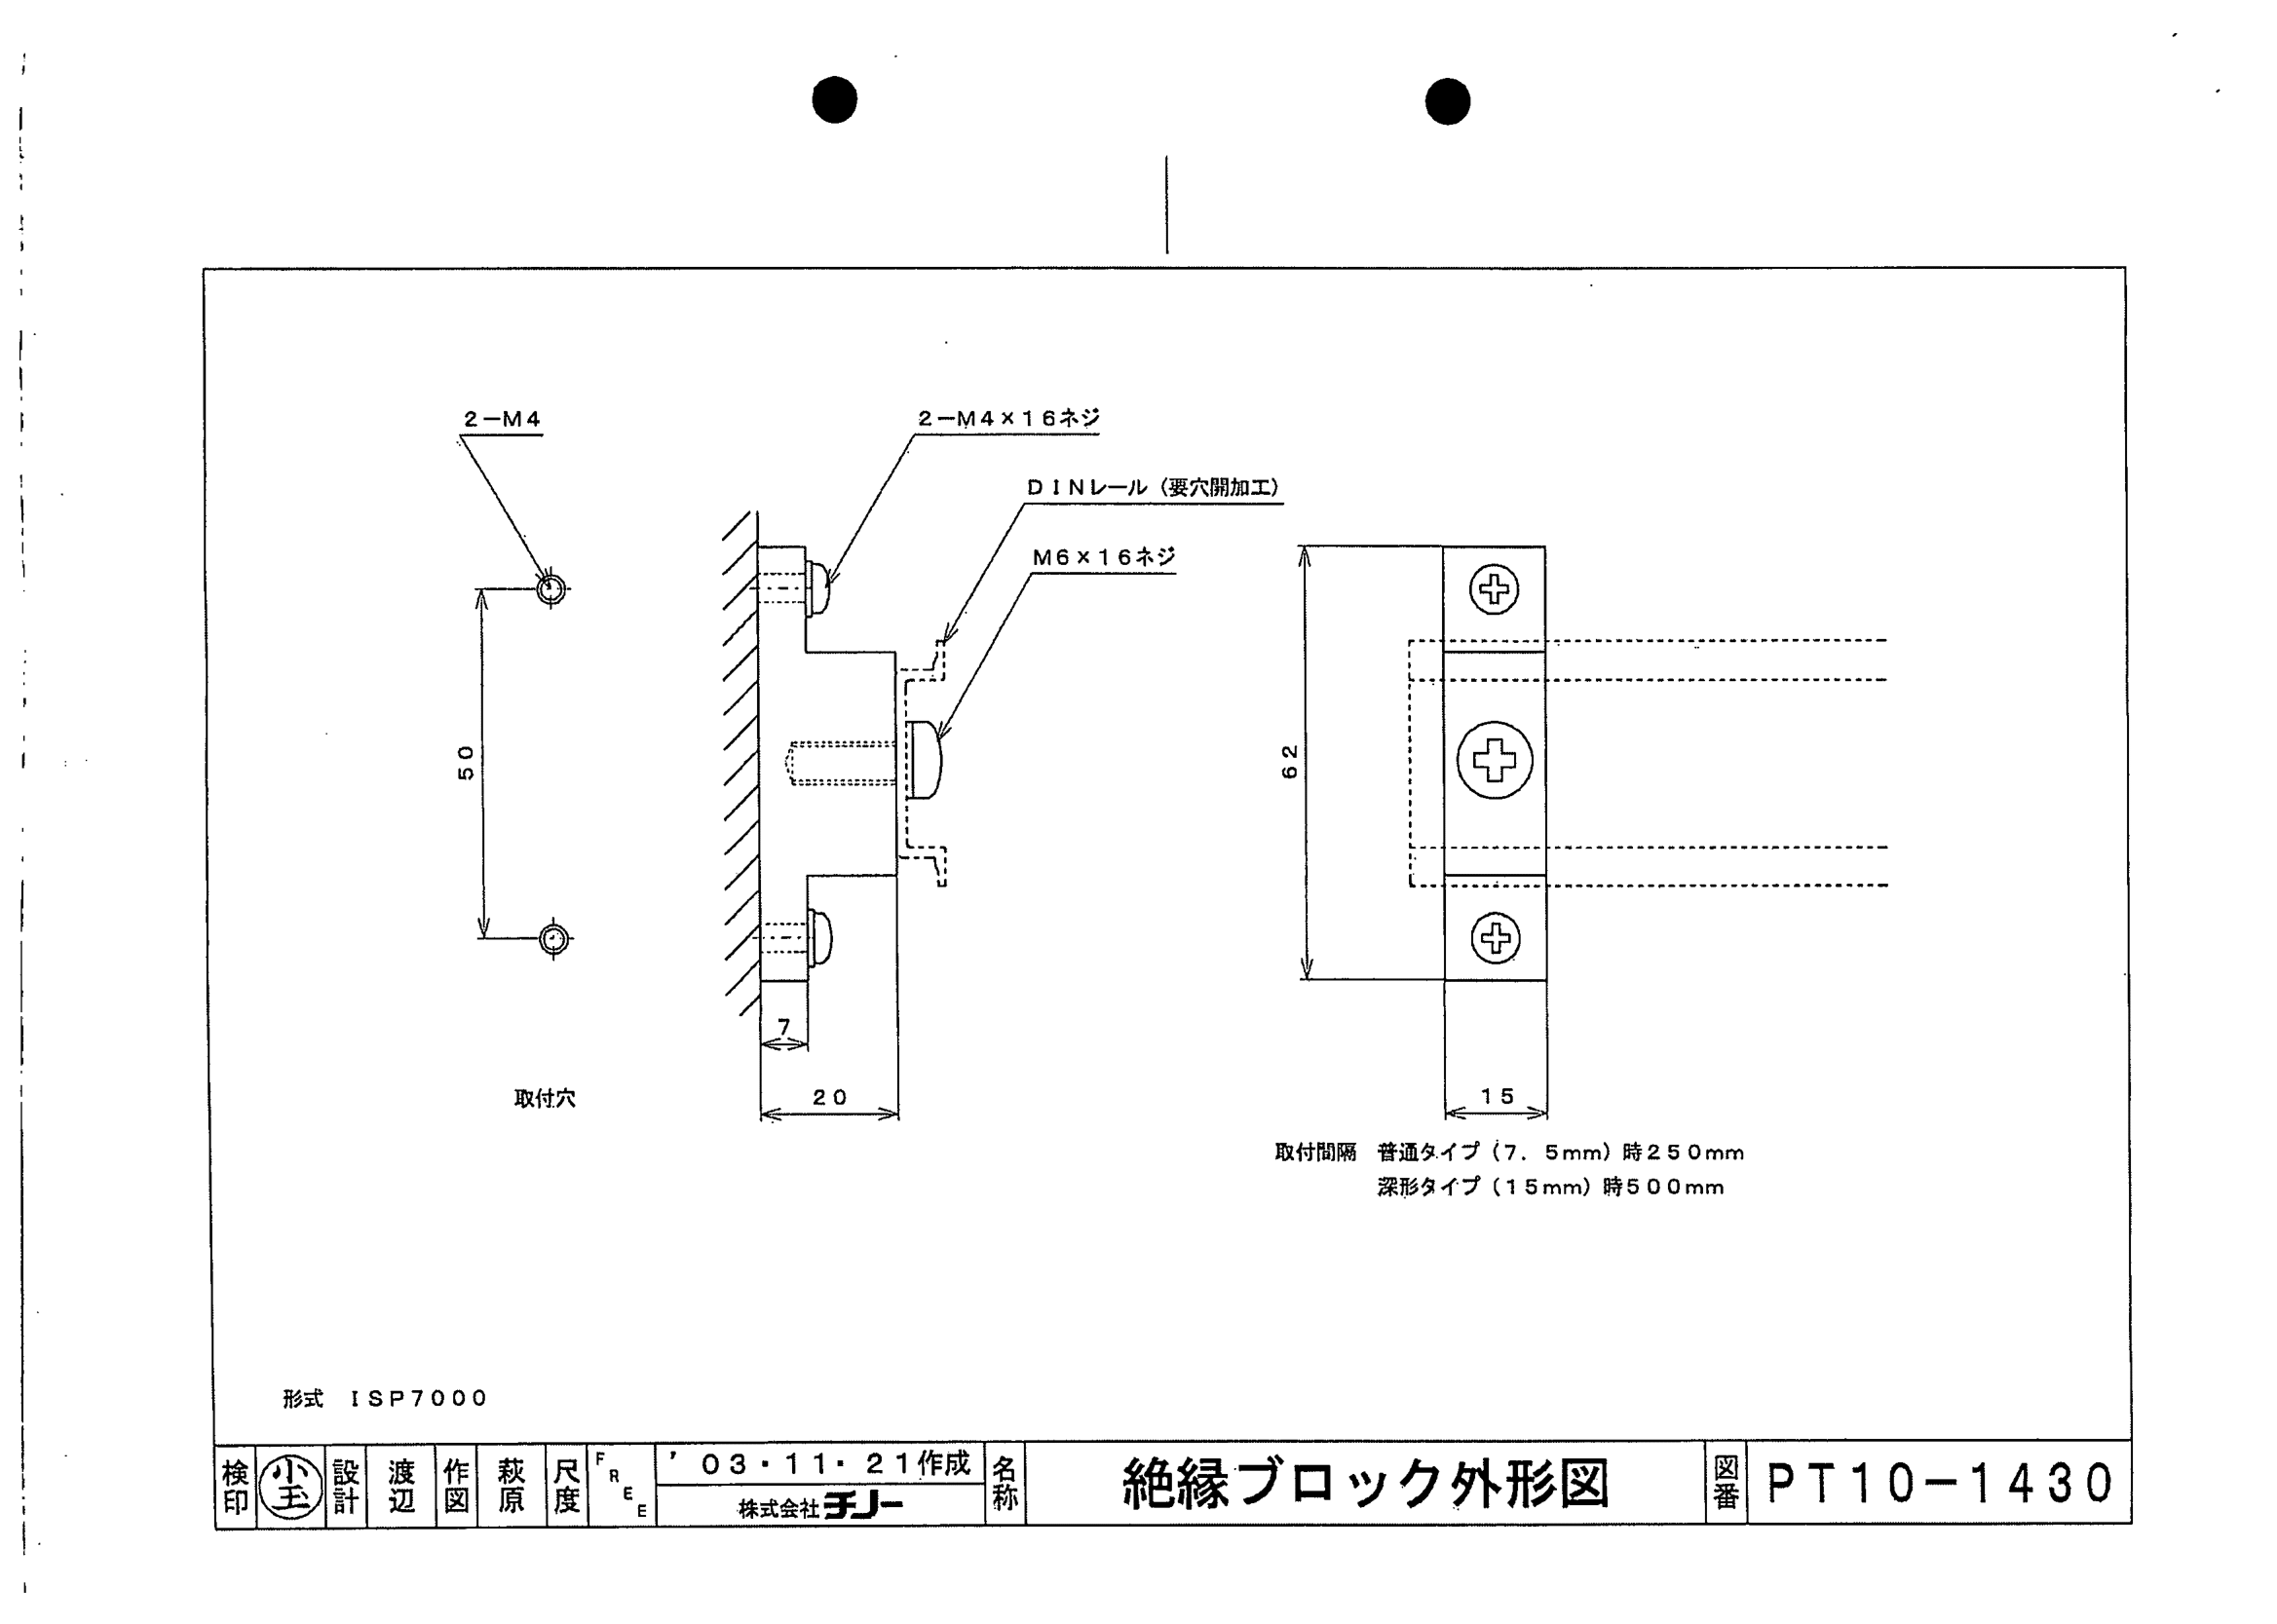 2－M4
2－M4×16ネジ
DINレール（要穴開加工）
M6×16ネジ
50
62
7
20
15
取付穴
取付間隔　普通タイプ（7．5mm）時250mm
深形タイプ（15mm）時500mm
形式　ISP7000
検印 小玉 設計 渡辺 作図 萩原 尺度 FREE
’03・11・21作成
株式会社チノー
名称 絶縁ブロック外形図
図番 PT10－1430